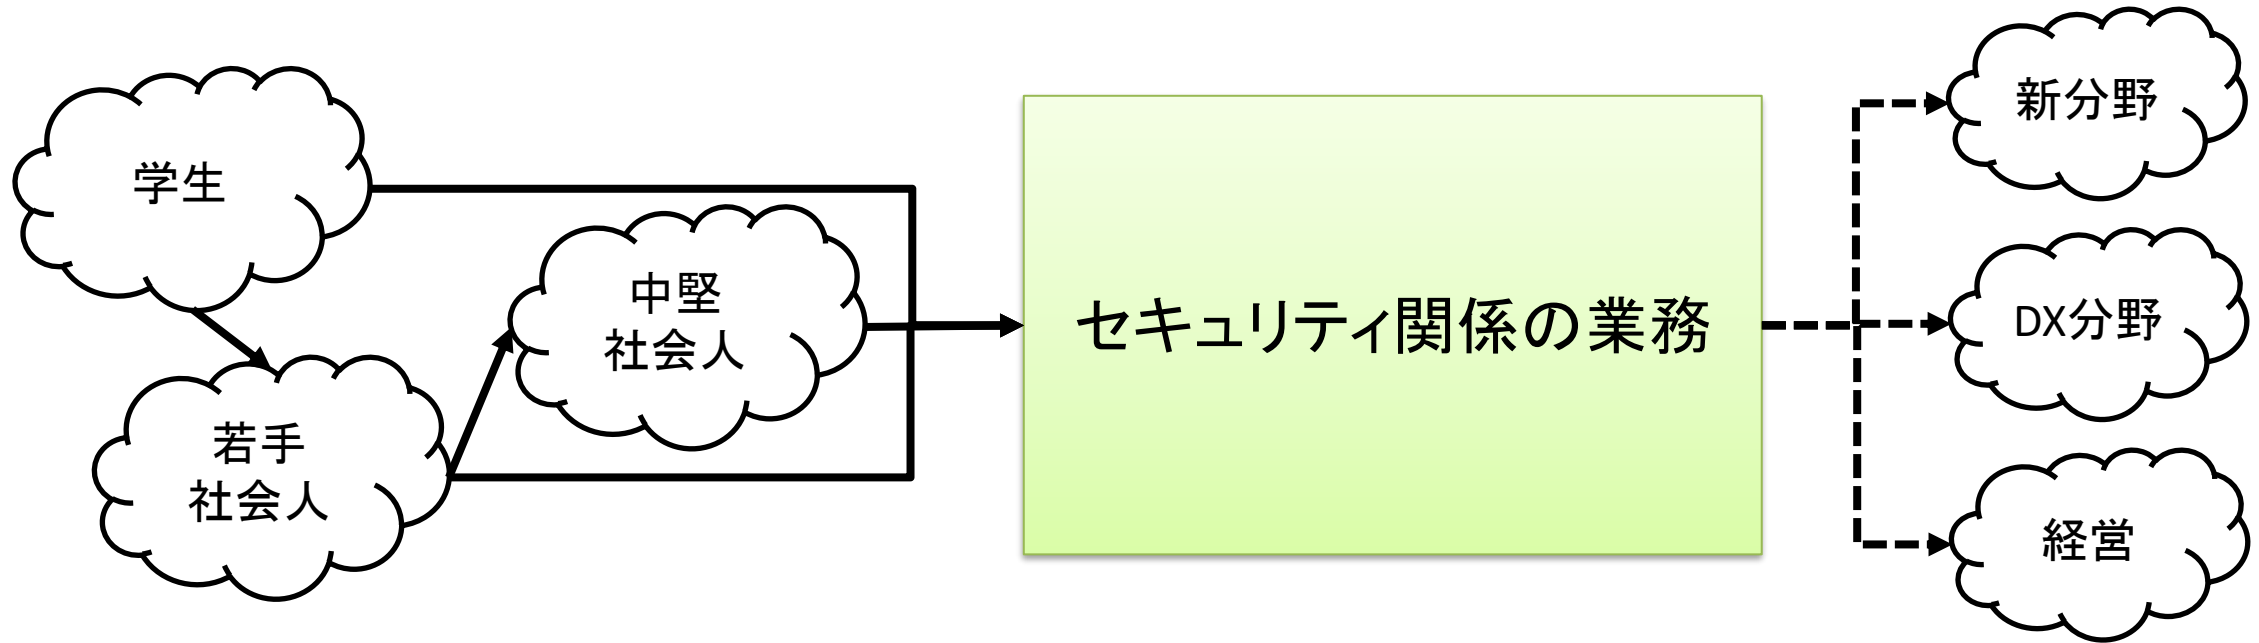 学生
中堅
社会人
若手
社会人
セキュリティ関係の業務
新分野
DX分野
経営